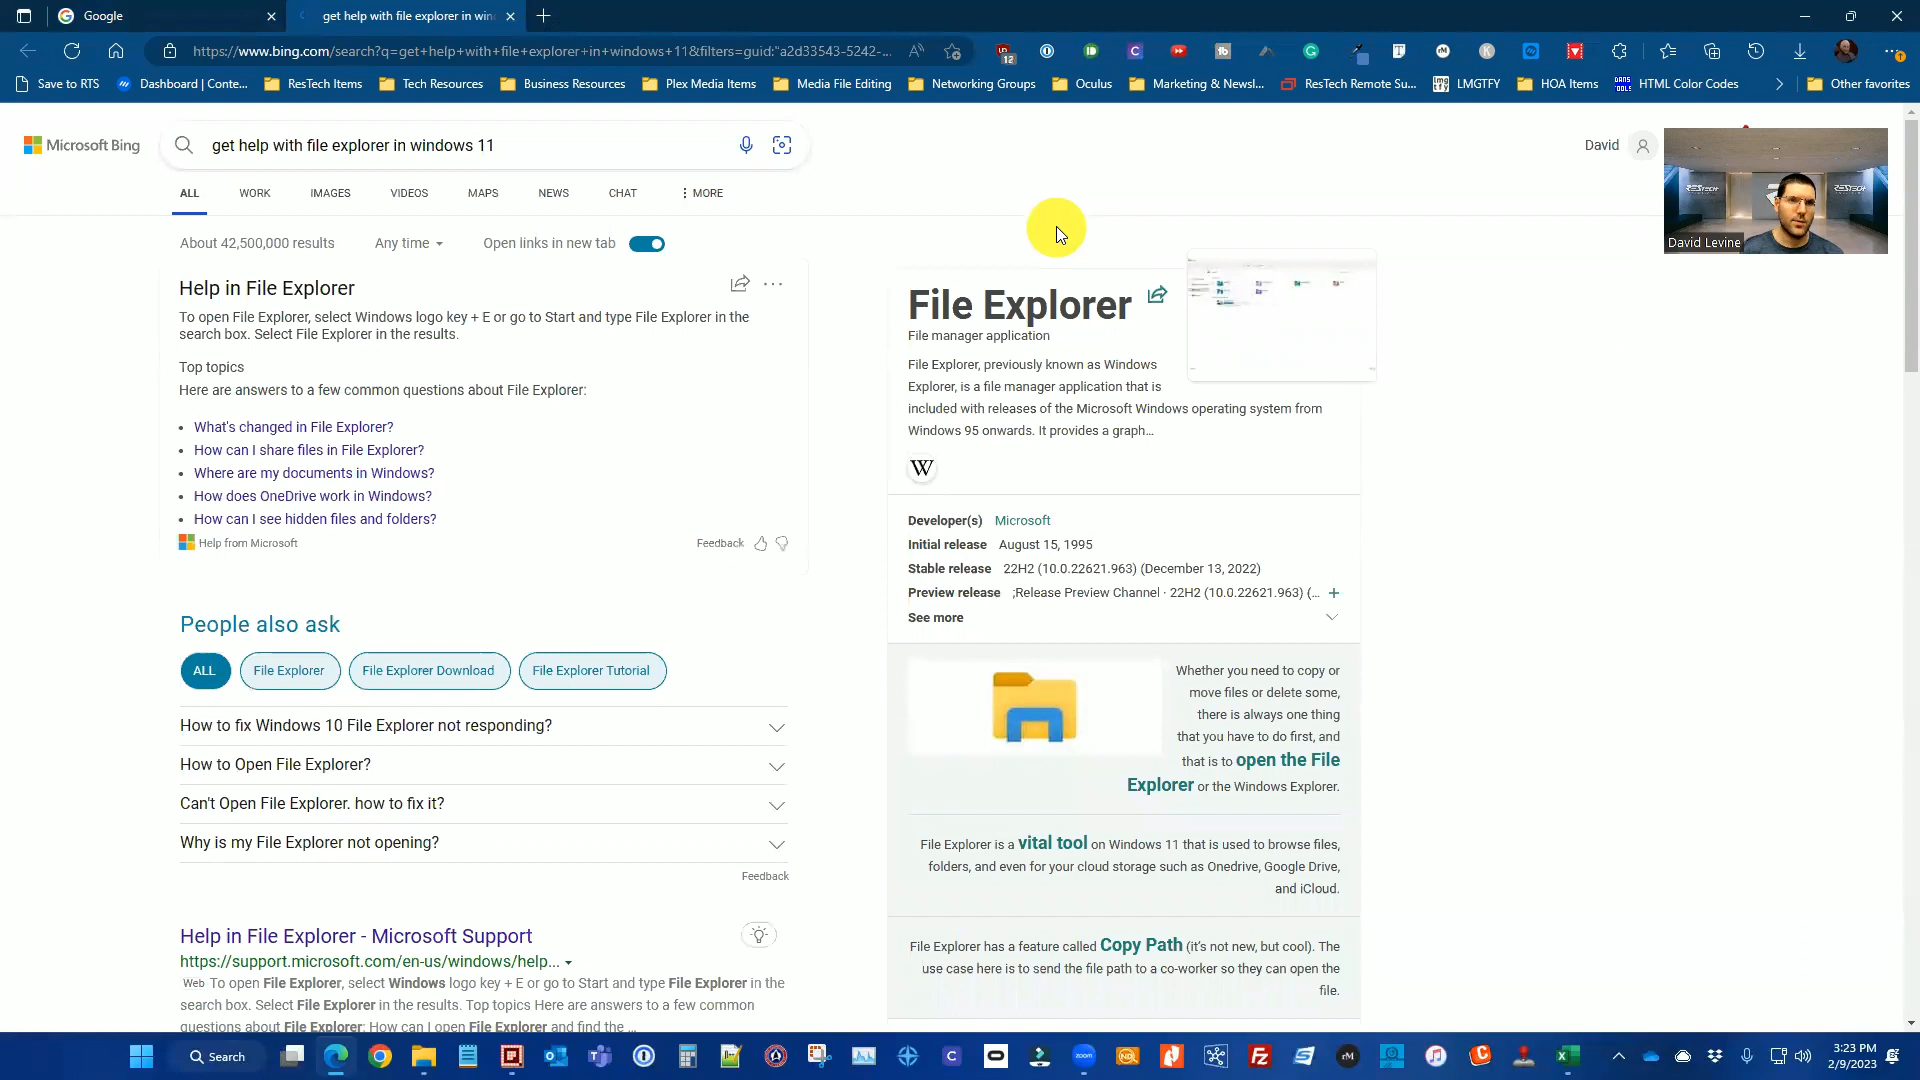 Google
get help with file explorer in win
https://www.bing.com/search?q=get+help+with+file+explorer+in+windows+11&filters=guid:"a2d33543-5242-...
12
Save to RTS
Dashboard | Conte...
ResTech Items
Tech Resources
Business Resources
Plex Media Items
Media File Editing
Networking Groups
Oculus
Marketing & Newsl...
ResTech Remote Su...
LMGTFY
HOA Items
HTML Color Codes
Other favorites
Microsoft Bing
get help with file explorer in windows 11
David
ALL
WORK
IMAGES
VIDEOS
MAPS
NEWS
CHAT
MORE
RESTECH
RESTECH
David Levine
About 42,500,000 results
Any time
Open links in new tab
Help in File Explorer
To open File Explorer, select Windows logo key + E or go to Start and type File Explorer in the
search box. Select File Explorer in the results.
Top topics
Here are answers to a few common questions about File Explorer:
What's changed in File Explorer?
How can I share files in File Explorer?
Where are my documents in Windows?
How does OneDrive work in Windows?
How can I see hidden files and folders?
Help from Microsoft
Feedback
People also ask
ALL
File Explorer
File Explorer Download
File Explorer Tutorial
How to fix Windows 10 File Explorer not responding?
How to Open File Explorer?
Can't Open File Explorer. how to fix it?
Why is my File Explorer not opening?
Feedback
Help in File Explorer - Microsoft Support
https://support.microsoft.com/en-us/windows/help...
Web To open File Explorer, select Windows logo key + E or go to Start and type File Explorer in the
search box. Select File Explorer in the results. Top topics Here are answers to a few common
questions about File Explorer: How can I open File Explorer and find the ...
File Explorer
File manager application
File Explorer, previously known as Windows
Explorer, is a file manager application that is
included with releases of the Microsoft Windows operating system from
Windows 95 onwards. It provides a graph...
W
Developer(s) Microsoft
Initial release August 15, 1995
Stable release 22H2 (10.0.22621.963) (December 13, 2022)
Preview release ;Release Preview Channel · 22H2 (10.0.22621.963) (...
See more
Whether you need to copy or
move files or delete some,
there is always one thing
that you have to do first, and
that is to open the File
Explorer or the Windows Explorer.
File Explorer is a vital tool on Windows 11 that is used to browse files,
folders, and even for your cloud storage such as Onedrive, Google Drive,
and iCloud.
File Explorer has a feature called Copy Path (it's not new, but cool). The
use case here is to send the file path to a co-worker so they can open the
file.
Search
3:23 PM
2/9/2023